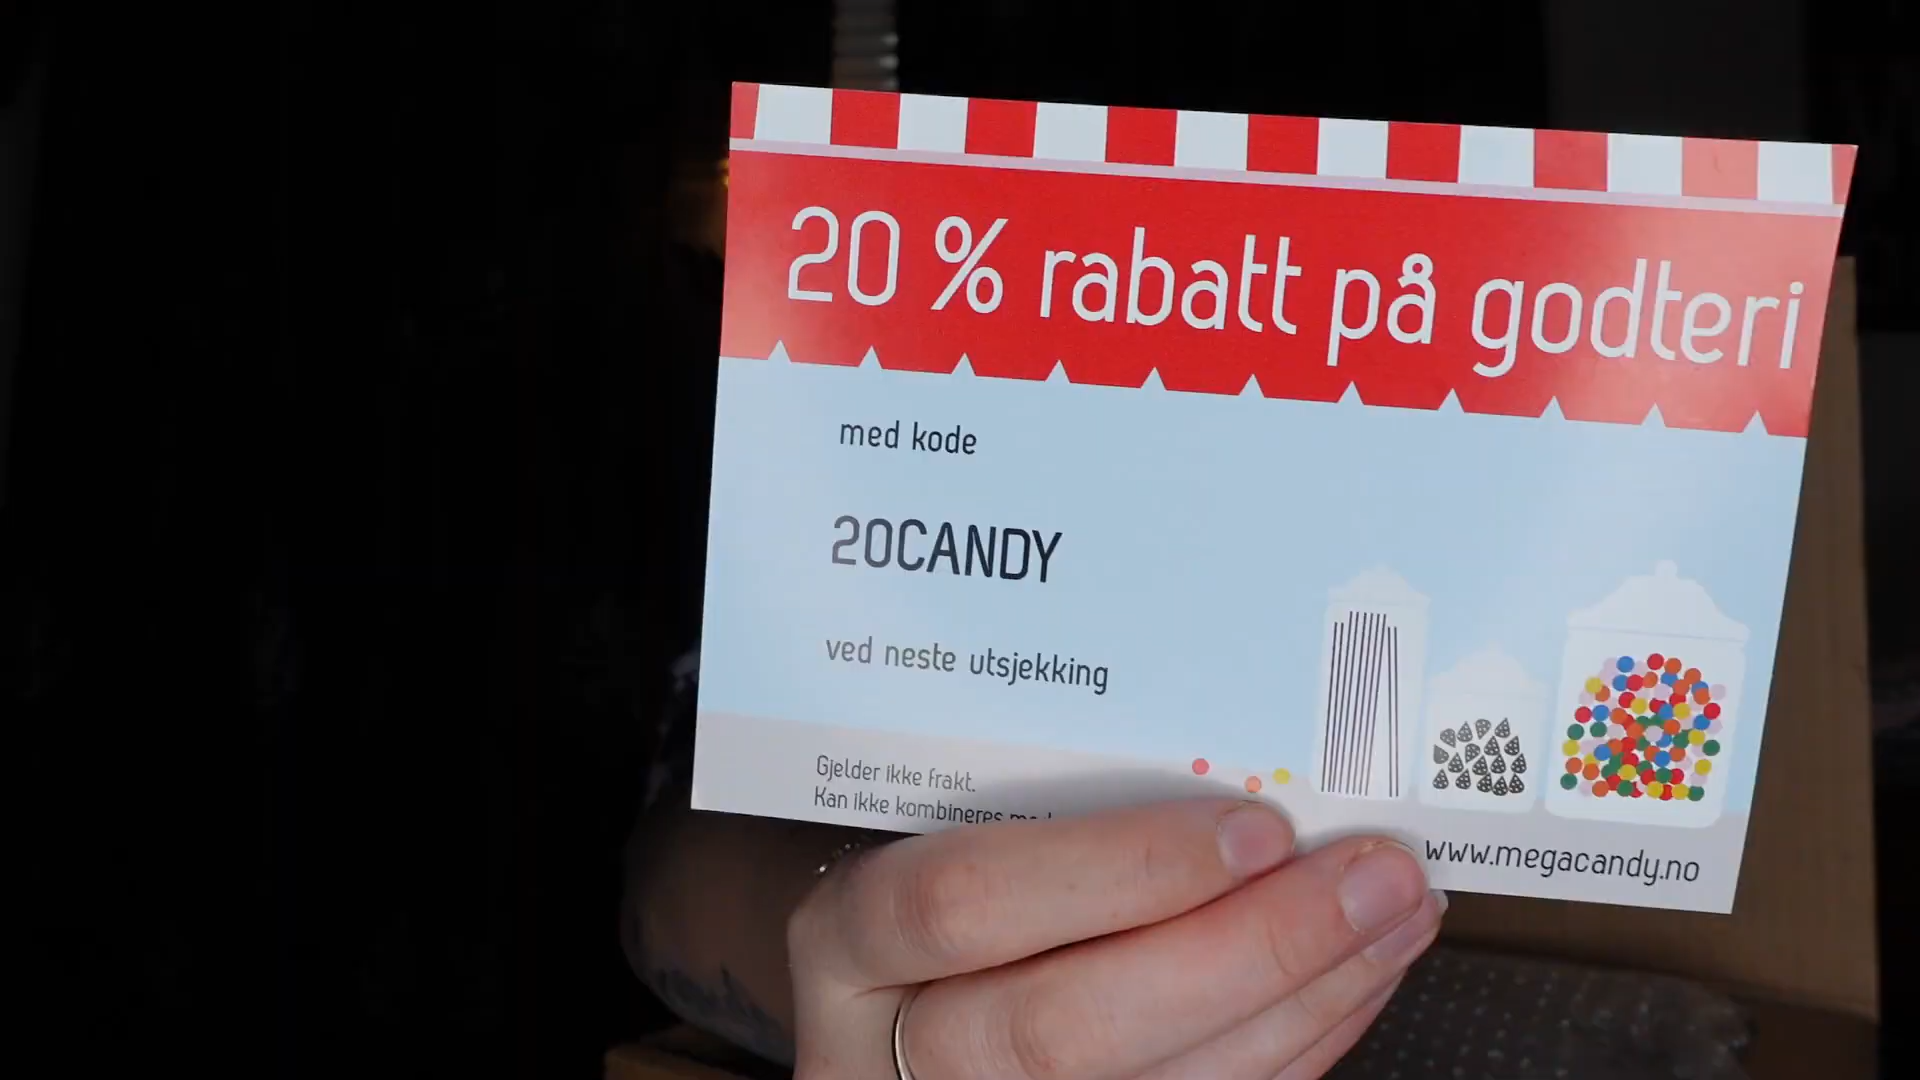 20 % rabatt på godteri
med kode
20CANDY
ved neste utsjekking
Gjelder ikke frakt.
Kan ikke kombineres med
www.megacandy.no